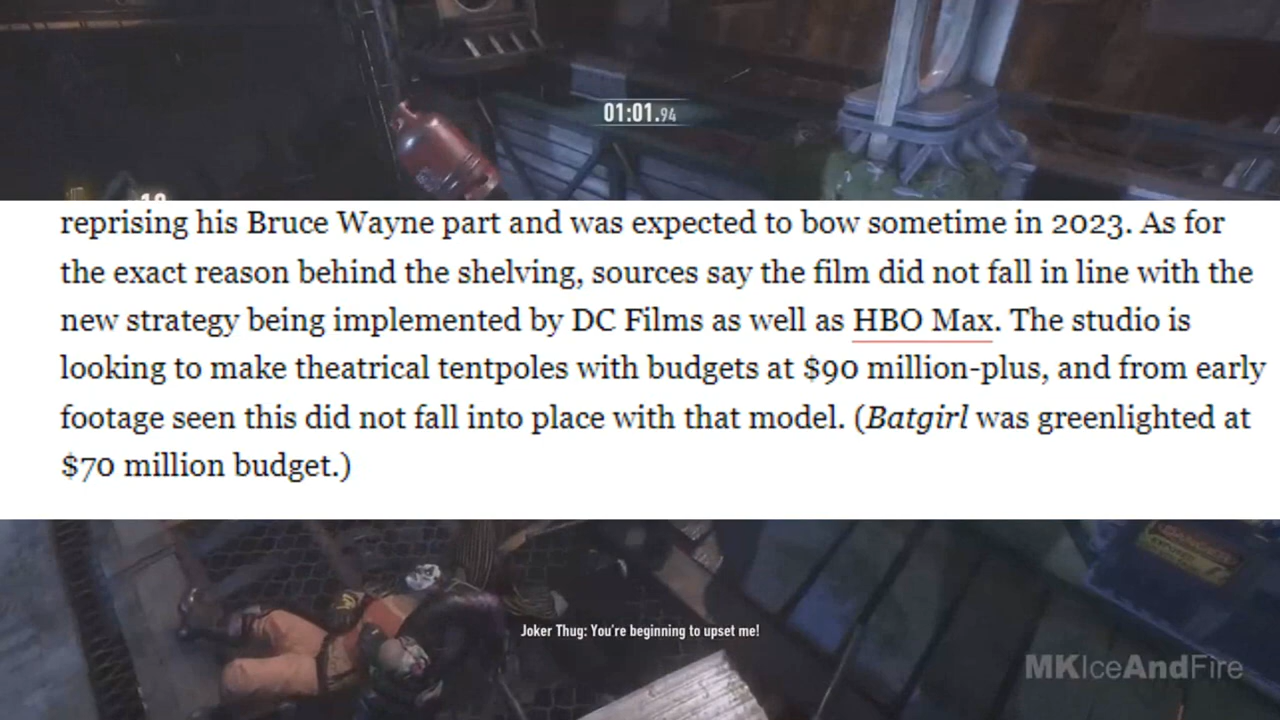 01:01.94
reprising his Bruce Wayne part and was expected to bow sometime in 2023. As for
the exact reason behind the shelving, sources say the film did not fall in line with the
new strategy being implemented by DC Films as well as HBO Max. The studio is
looking to make theatrical tentpoles with budgets at $90 million-plus, and from early
footage seen this did not fall into place with that model. (Batgirl was greenlighted at
$70 million budget.)
DANGER
Joker Thug: You're beginning to upset me!
MKIceAndFire